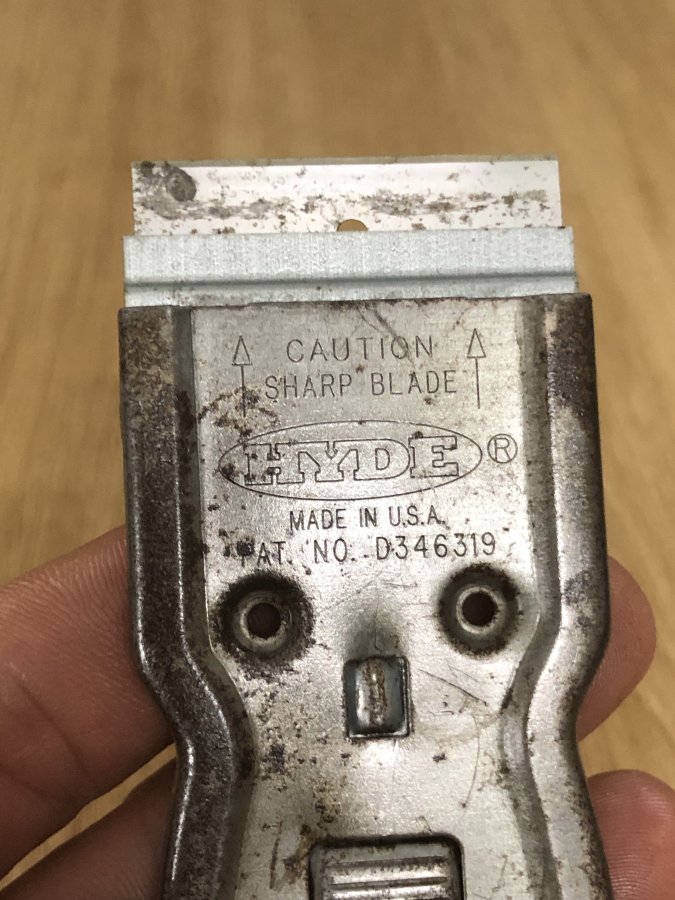 CAUTION
SHARP BLADE
HYDE ®
MADE IN U.S.A.
PAT. NO. D346319